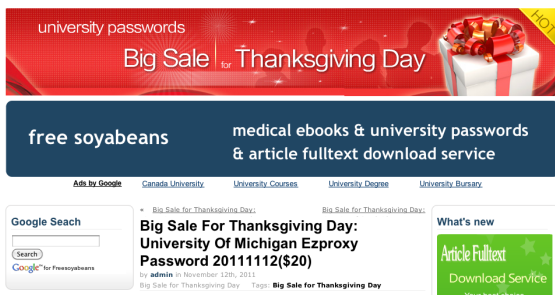 university passwords
HOT
Big Sale for Thanksgiving Day
free soyabeans
medical ebooks & university passwords
& article fulltext download service
Ads by Google
Canada University
University Courses
University Degree
University Bursary
Google Seach
Search
Google™ for Freesoyabeans
« Big Sale for Thanksgiving Day:
Big Sale for Thanksgiving Day:
Big Sale For Thanksgiving Day:
University Of Michigan Ezproxy
Password 20111112($20)
by admin in November 12th, 2011
Big Sale for Thanksgiving Day Tags: Big Sale for Thanksgiving Day
What's new
Article Fulltext
Download Service